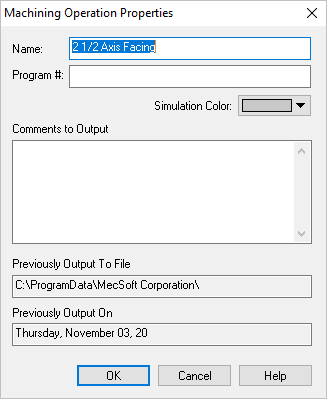 Machining Operation Properties
Name: 2 1/2 Axis Facing
Program #:
Simulation Color:
Comments to Output
Previously Output To File
C:\ProgramData\MecSoft Corporation\
Previously Output On
Thursday, November 03, 20
OK Cancel Help